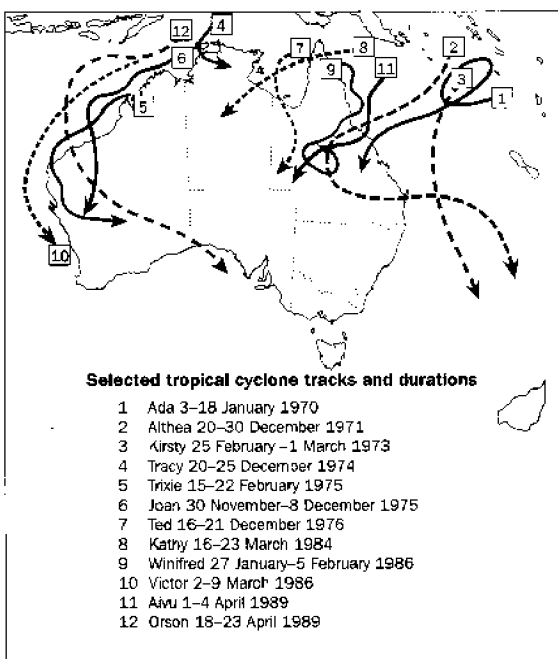 12 4
6 7 8 2
9 11 3
5 1
10
Selected tropical cyclone tracks and durations
1 Ada 3–18 January 1970
2 Althea 20–30 December 1971
3 Kirsty 25 February –1 March 1973
4 Tracy 20–25 December 1974
5 Trixie 15–22 February 1975
6 Joan 30 November–8 December 1975
7 Ted 16–21 December 1976
8 Kathy 16–23 March 1984
9 Winifred 27 January–5 February 1986
10 Victor 2–9 March 1986
11 Aivu 1–4 April 1989
12 Orson 18–23 April 1989